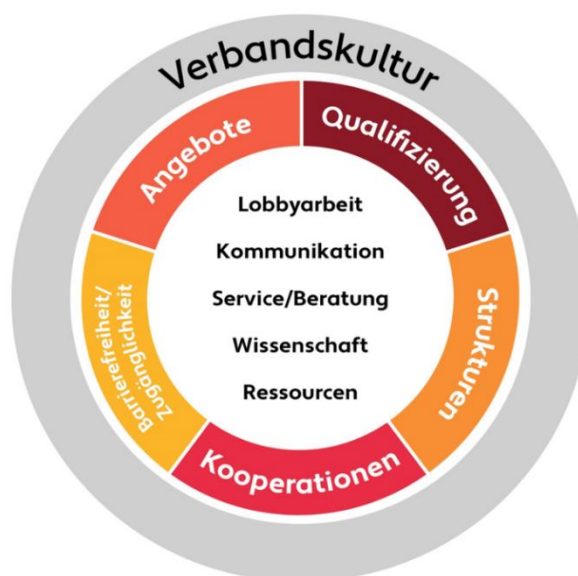 Verbandskultur
Angebote
Qualifizierung
Lobbyarbeit
Kommunikation
Service/Beratung
Wissenschaft
Ressourcen
Barrierefreiheit/
Zugänglichkeit
Strukturen
Kooperationen